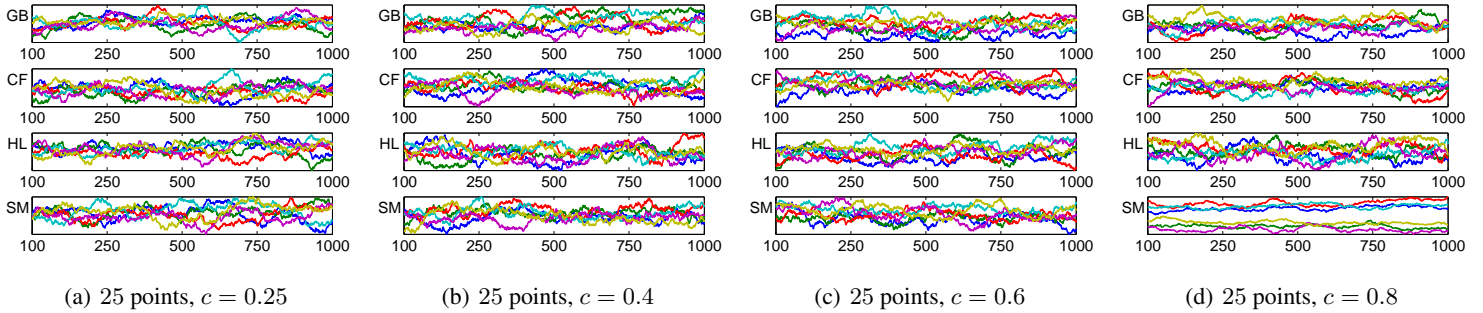 GB GB GB GB
100 250 500 750 1000 100 250 500 750 1000 100 250 500 750 1000 100 250 500 750 1000
CF CF CF CF
100 250 500 750 1000 100 250 500 750 1000 100 250 500 750 1000 100 250 500 750 1000
HL HL HL HL
100 250 500 750 1000 100 250 500 750 1000 100 250 500 750 1000 100 250 500 750 1000
SM SM SM SM
100 250 500 750 1000 100 250 500 750 1000 100 250 500 750 1000 100 250 500 750 1000
(a) 25 points, c = 0.25 (b) 25 points, c = 0.4 (c) 25 points, c = 0.6 (d) 25 points, c = 0.8